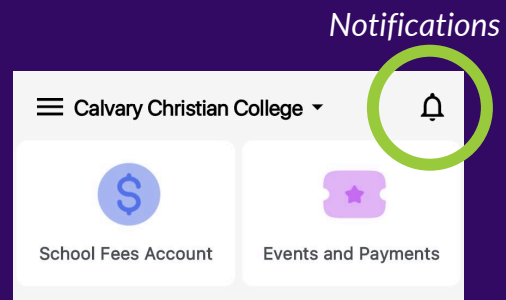 Notifications
Calvary Christian College
$
School Fees Account
Events and Payments